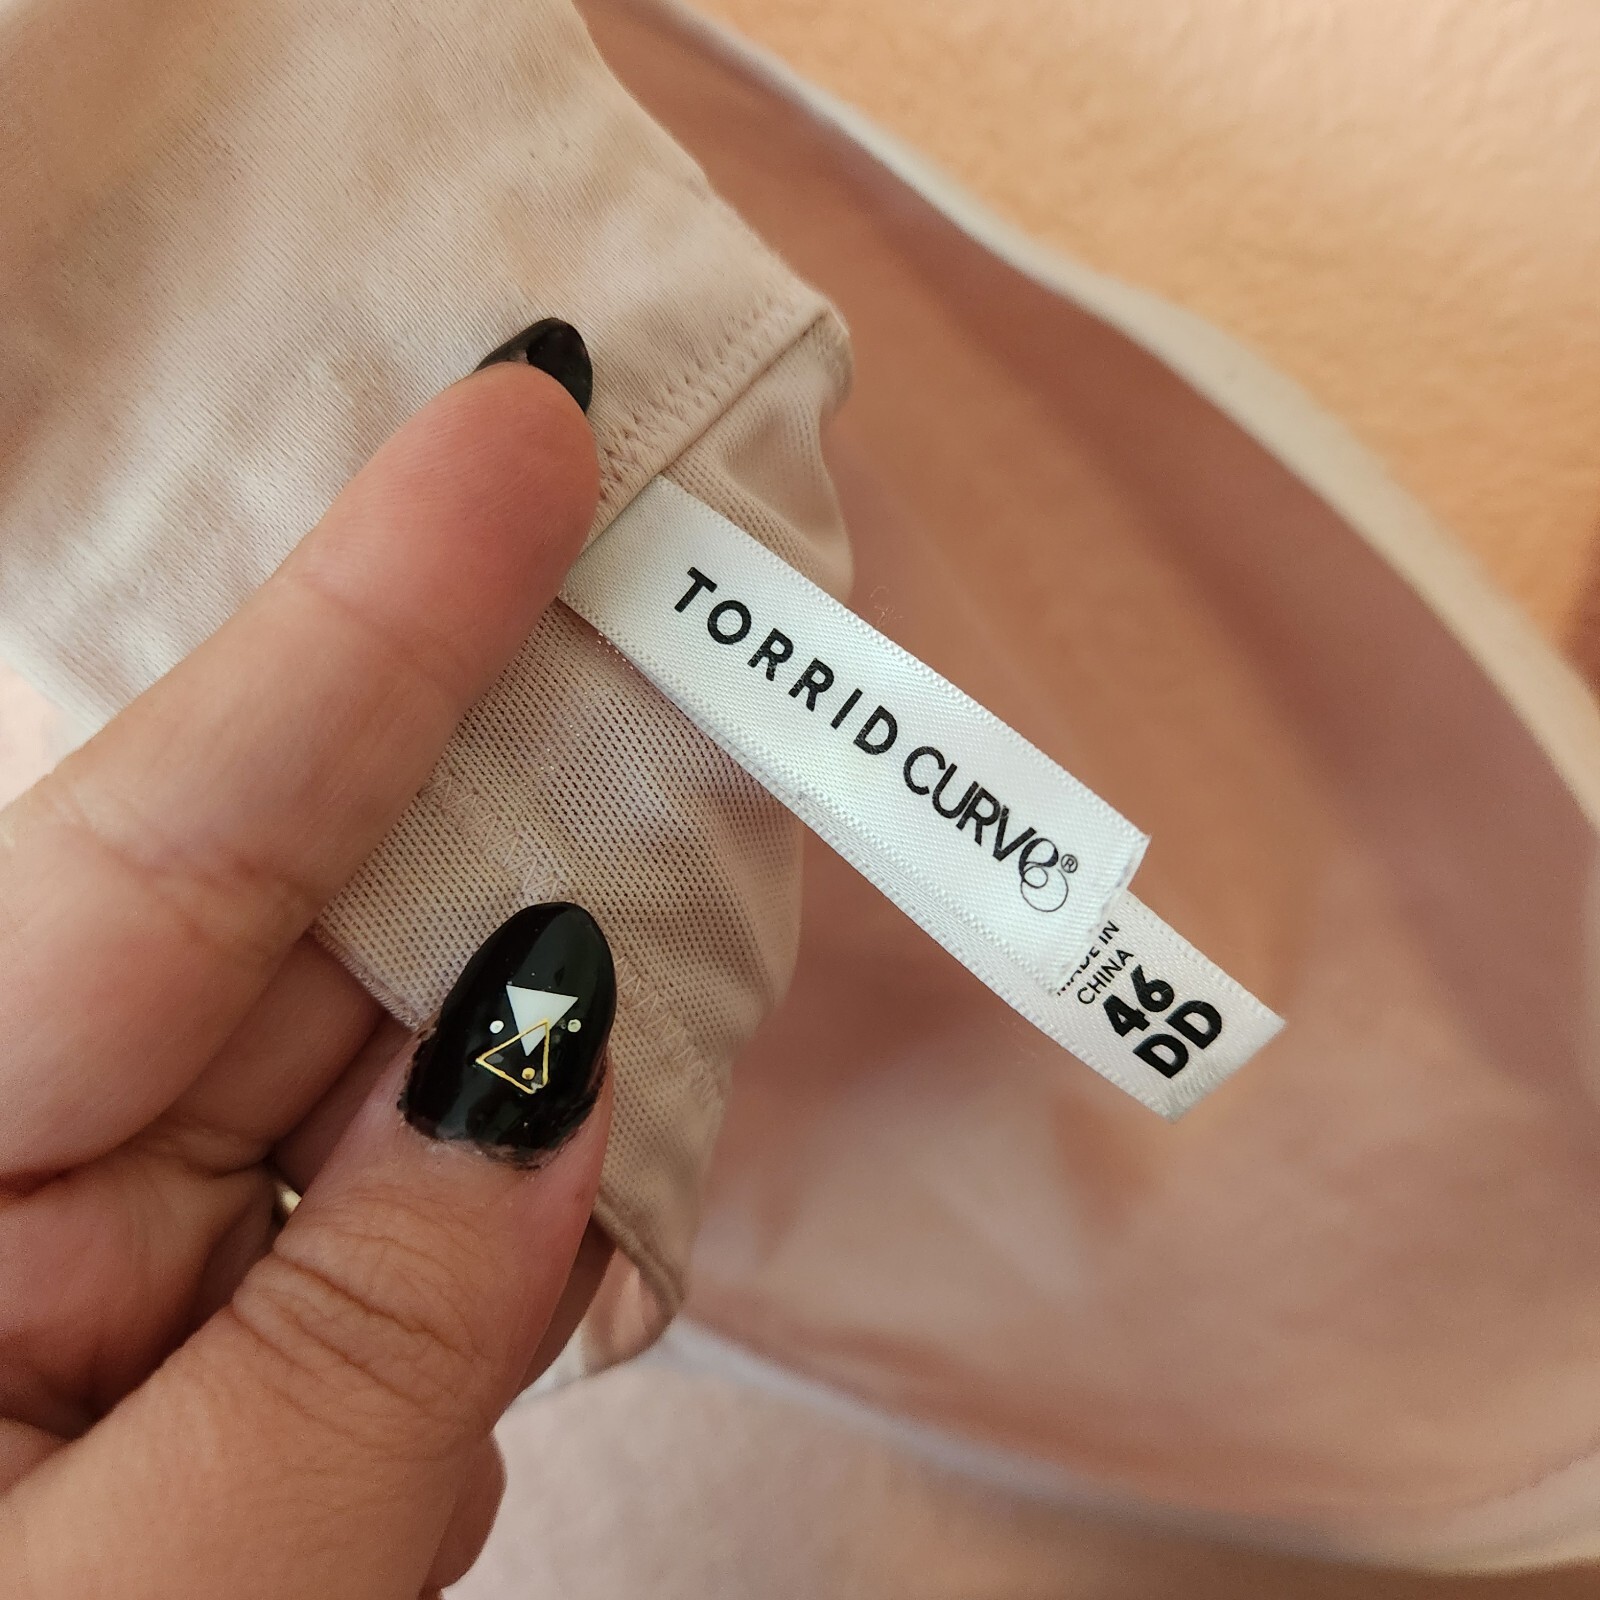 TORRID CURVE®
MADE IN
CHINA
46
DD